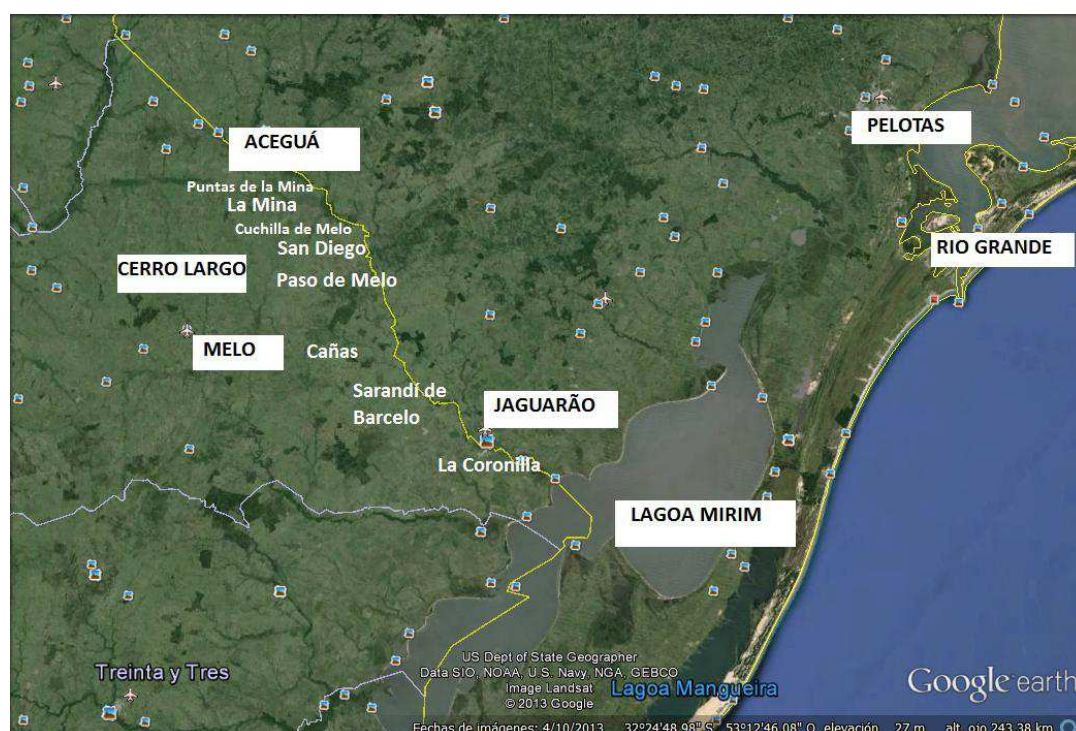 ACEGUÁ
PELOTAS
Puntas de la Mina
La Mina
Cuchilla de Melo
San Diego
RIO GRANDE
CERRO LARGO
Paso de Melo
MELO
Cañas
Sarandí de
Barcelo
JAGUARÃO
La Coronilla
LAGOA MIRIM
Treinta y Tres
US Dept of State Geographer
Data SIO, NOAA, U.S. Navy, NGA, GEBCO
Image Landsat
© 2013 Google
Lagoa Mangueira
Google earth
Fechas de imágenes: 4/10/2013 32°24'48.98" S 53°12'46.08" O elevación 27 m alt. ojo 243.38 km